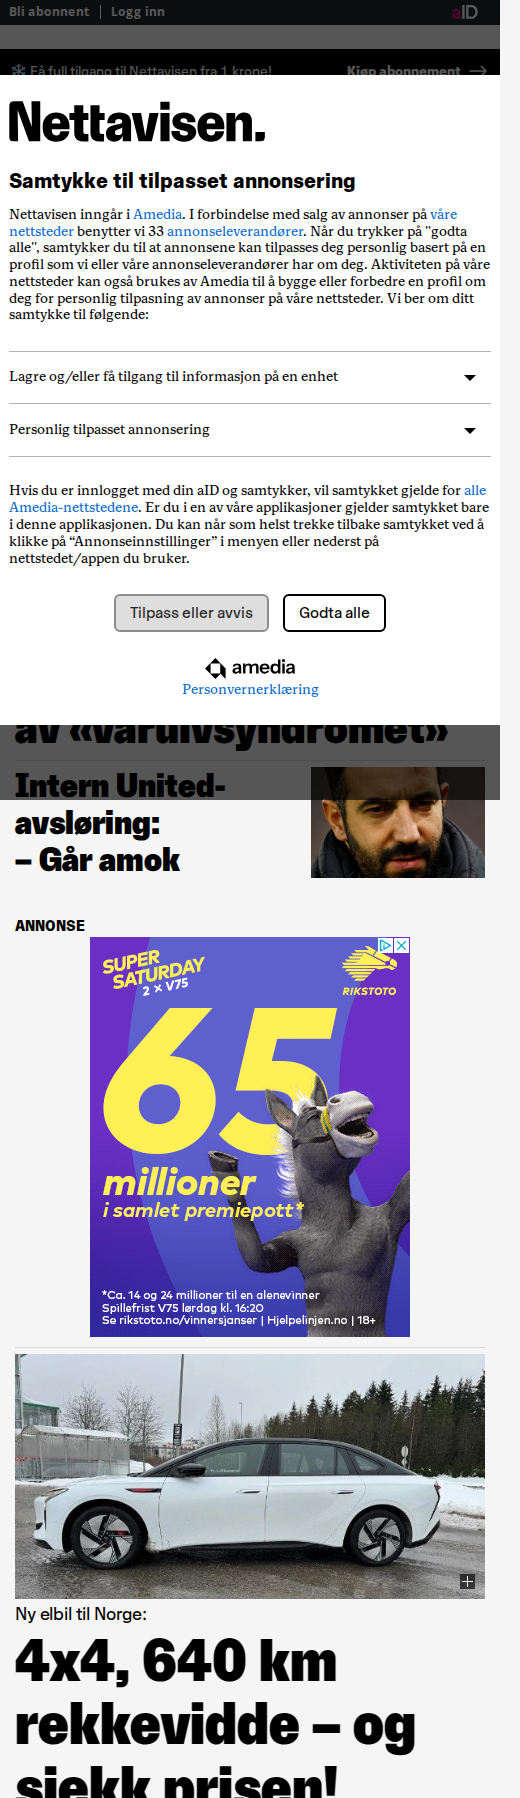 Bli abonnent | Logg inn
aID
Få full tilgang til Nettavisen fra 1 krone!
Kjøp abonnement
Nettavisen.
Samtykke til tilpasset annonsering
Nettavisen inngår i Amedia. I forbindelse med salg av annonser på våre
nettsteder benytter vi 33 annonseleverandører. Når du trykker på "godta
alle", samtykker du til at annonsene kan tilpasses deg personlig basert på en
profil som vi eller våre annonseleverandører har om deg. Aktiviteten på våre
nettsteder kan også brukes av Amedia til å bygge eller forbedre en profil om
deg for personlig tilpasning av annonser på våre nettsteder. Vi ber om ditt
samtykke til følgende:
Lagre og/eller få tilgang til informasjon på en enhet
Personlig tilpasset annonsering
Hvis du er innlogget med din aID og samtykker, vil samtykket gjelde for alle
Amedia-nettstedene. Er du i en av våre applikasjoner gjelder samtykket bare
i denne applikasjonen. Du kan når som helst trekke tilbake samtykket ved å
klikke på “Annonseinnstillinger” i menyen eller nederst på
nettstedet/appen du bruker.
Tilpass eller avvis
Godta alle
amedia
Personvernerklæring
av «varulvsyndromet»
Intern United-
avsløring:
– Går amok
ANNONSE
SUPER
SATURDAY
2 x V75
RIKSTOTO
65
millioner
i samlet premiepott*
*Ca. 14 og 24 millioner til en alenevinner
Spillefrist V75 lørdag kl. 16:20
Se rikstoto.no/vinnersjanser | Hjelpelinjen.no | 18+
Ny elbil til Norge:
4x4, 640 km
rekkevidde – og
sjekk prisen!